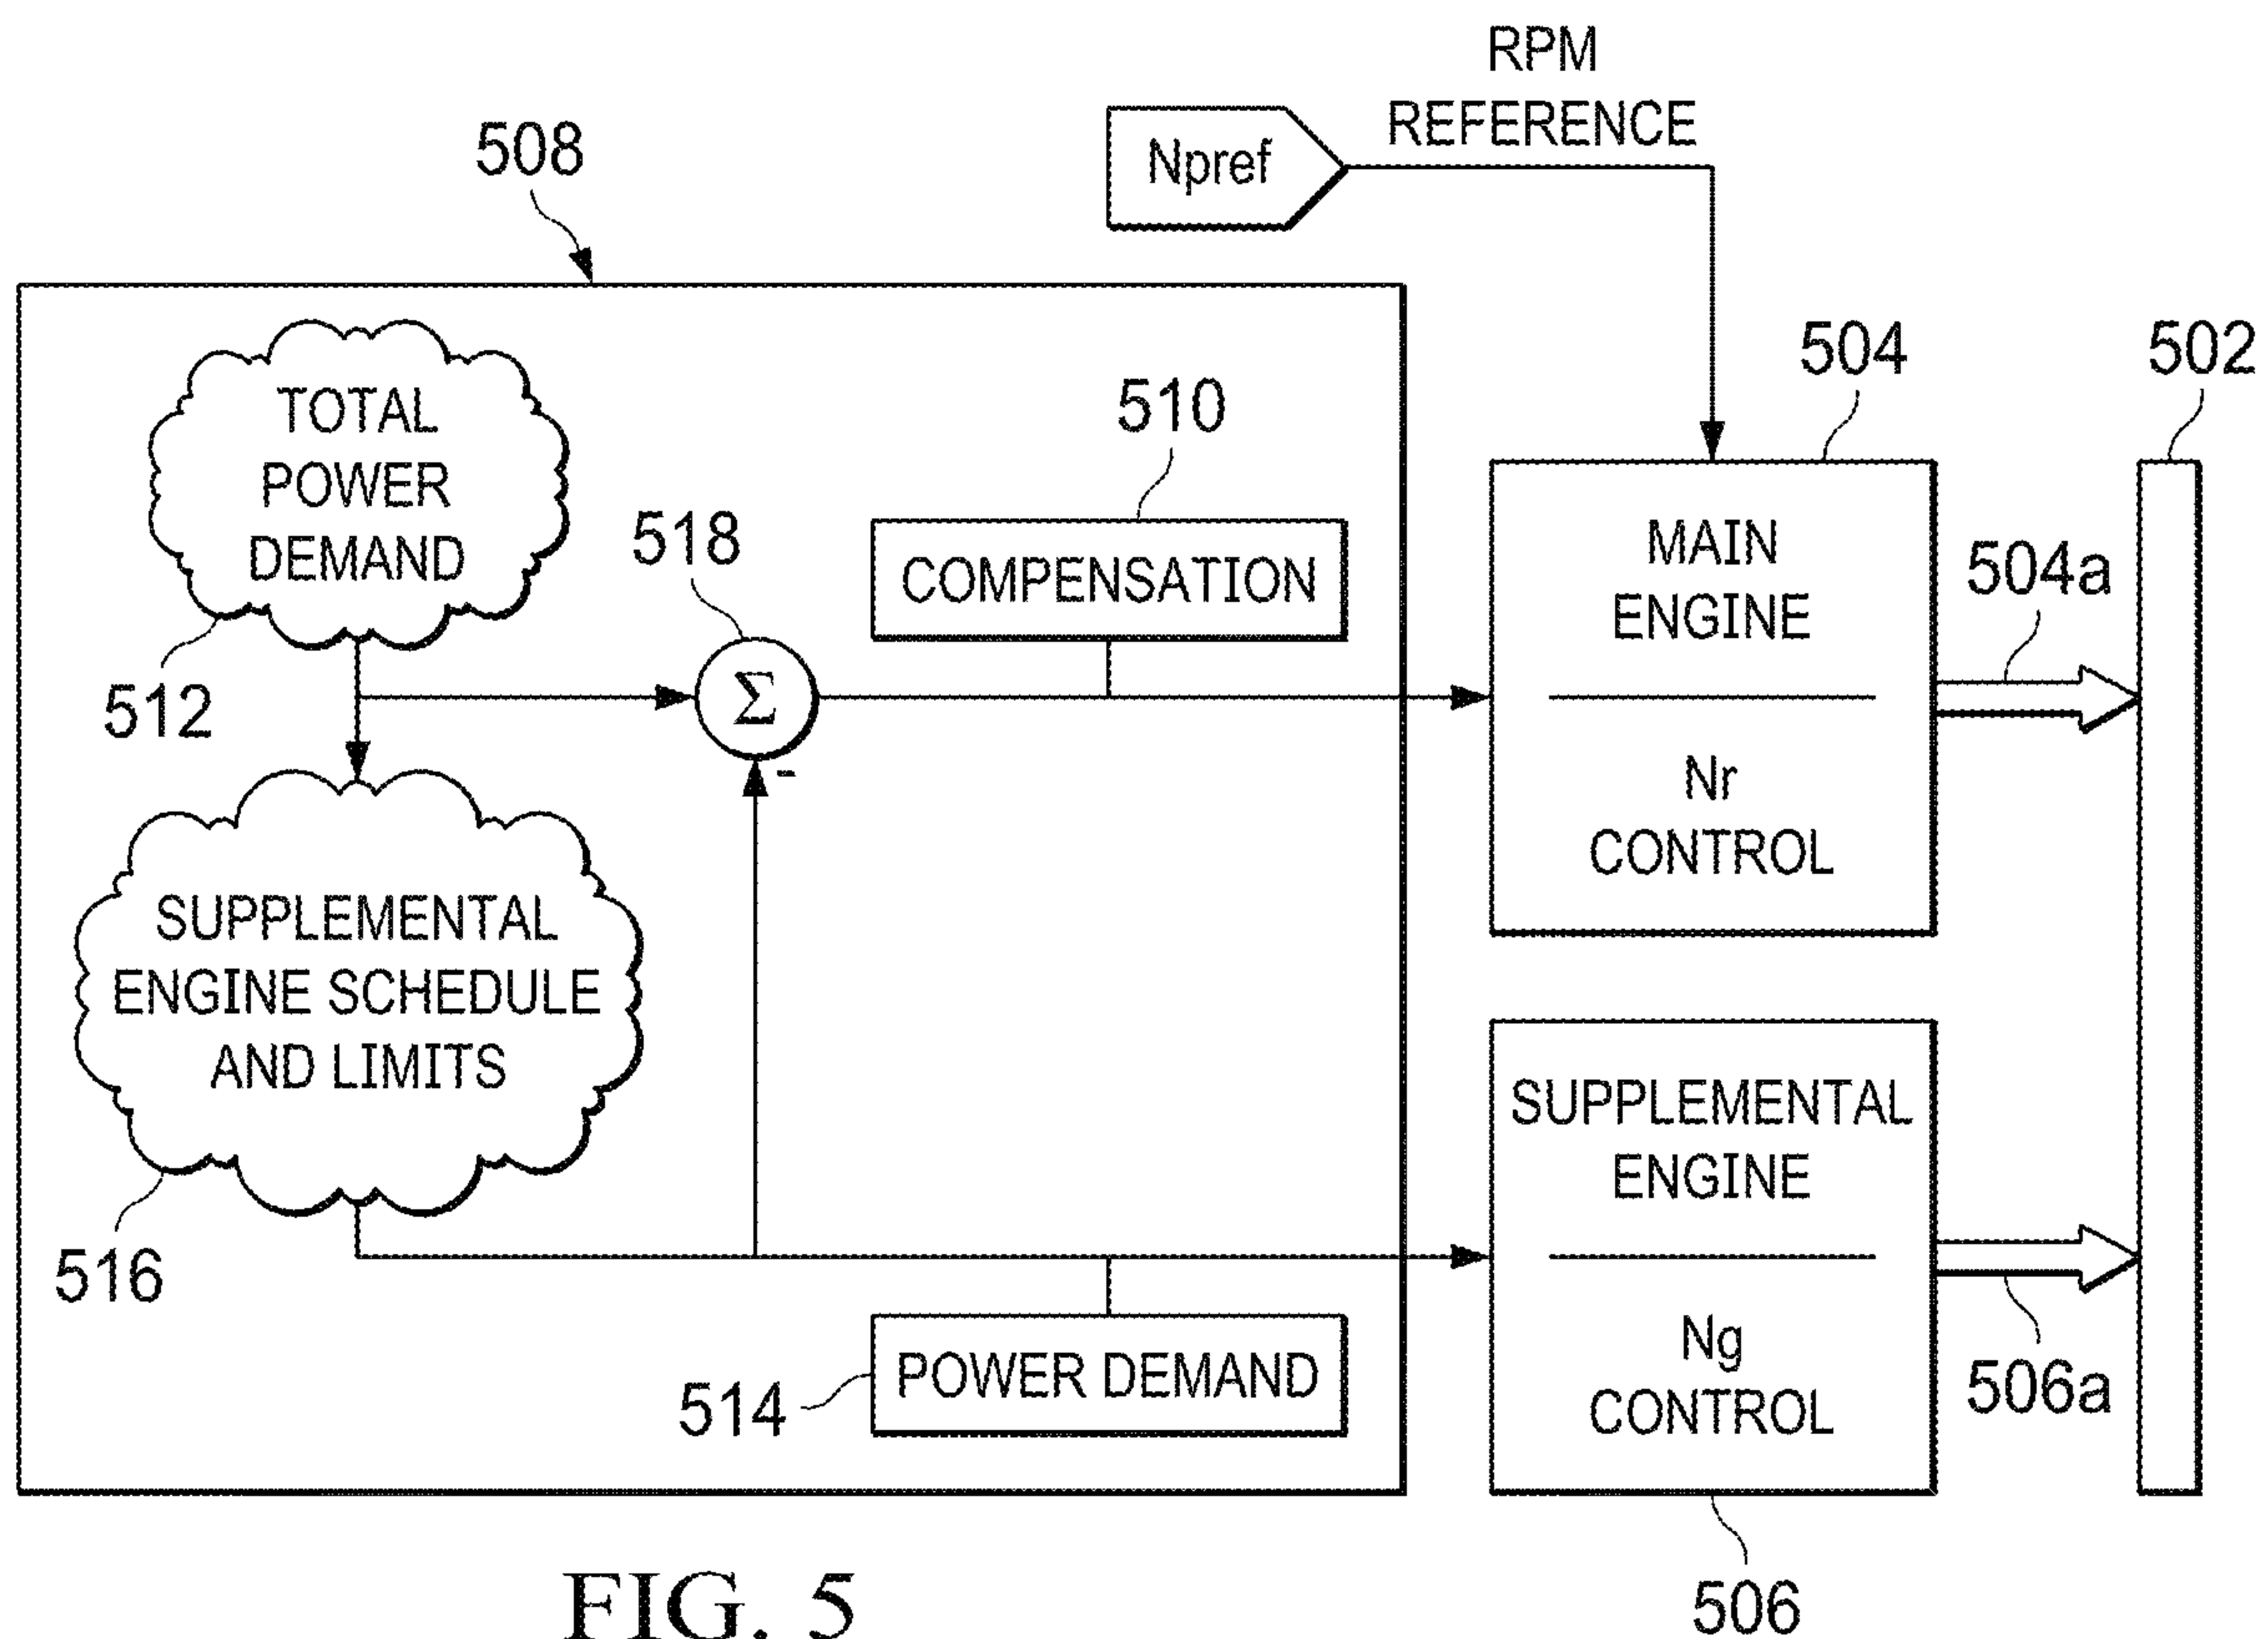 RPM
REFERENCE
Npref
508
504
502
TOTAL
POWER
DEMAND
510
518
COMPENSATION
MAIN
ENGINE
504a
512
Σ
-
Nr
CONTROL
SUPPLEMENTAL
ENGINE SCHEDULE
AND LIMITS
SUPPLEMENTAL
ENGINE
516
514
POWER DEMAND
Ng
CONTROL
506a
506
FIG. 5